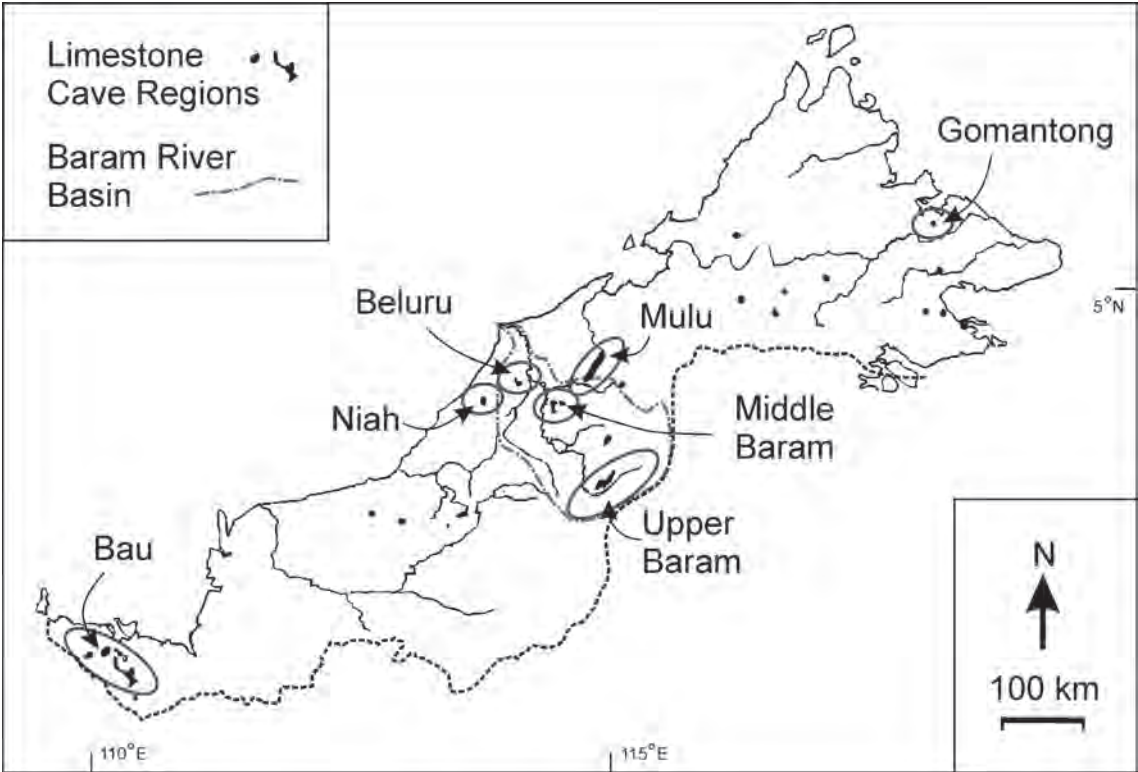 Limestone
Cave Regions
Baram River
Basin
Gomantong
5°N
Beluru
Mulu
Niah
Middle
Baram
Upper
Baram
Bau
N
100 km
110°E
115°E